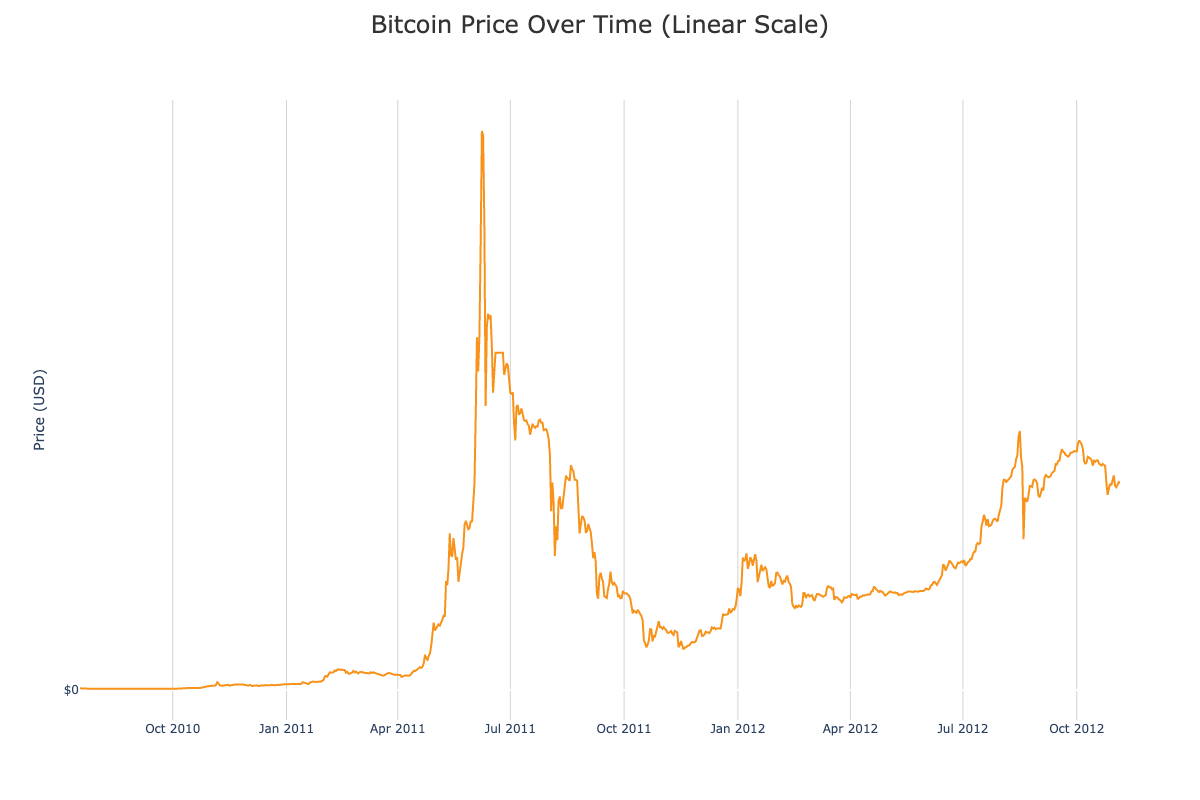 Bitcoin Price Over Time (Linear Scale)
Price (USD)
$0
Oct 2010
Jan 2011
Apr 2011
Jul 2011
Oct 2011
Jan 2012
Apr 2012
Jul 2012
Oct 2012